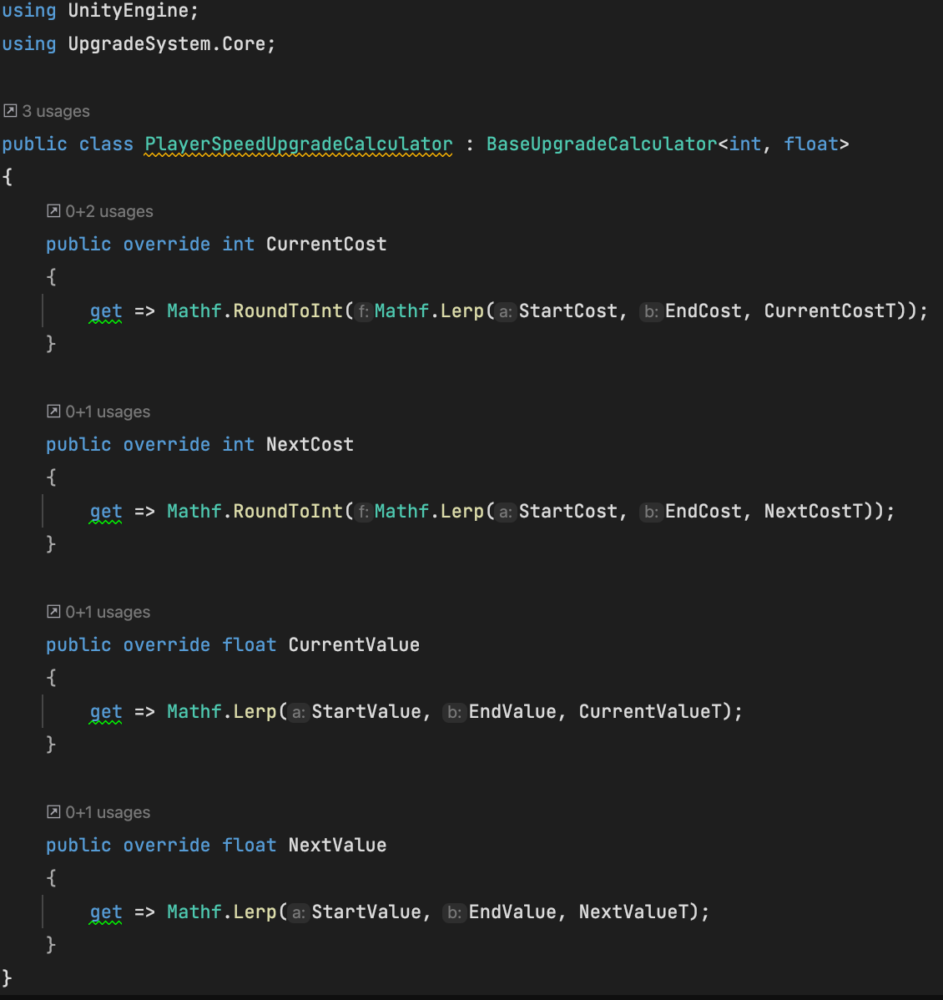 using UnityEngine;
using UpgradeSystem.Core;
3 usages
public class PlayerSpeedUpgradeCalculator : BaseUpgradeCalculator<int, float>
{
0+2 usages
public override int CurrentCost
{
get => Mathf.RoundToInt(f:Mathf.Lerp(a:StartCost, b:EndCost, CurrentCostT));
}
0+1 usages
public override int NextCost
{
get => Mathf.RoundToInt(f:Mathf.Lerp(a:StartCost, b:EndCost, NextCostT));
}
0+1 usages
public override float CurrentValue
{
get => Mathf.Lerp(a:StartValue, b:EndValue, CurrentValueT);
}
0+1 usages
public override float NextValue
{
get => Mathf.Lerp(a:StartValue, b:EndValue, NextValueT);
}
}